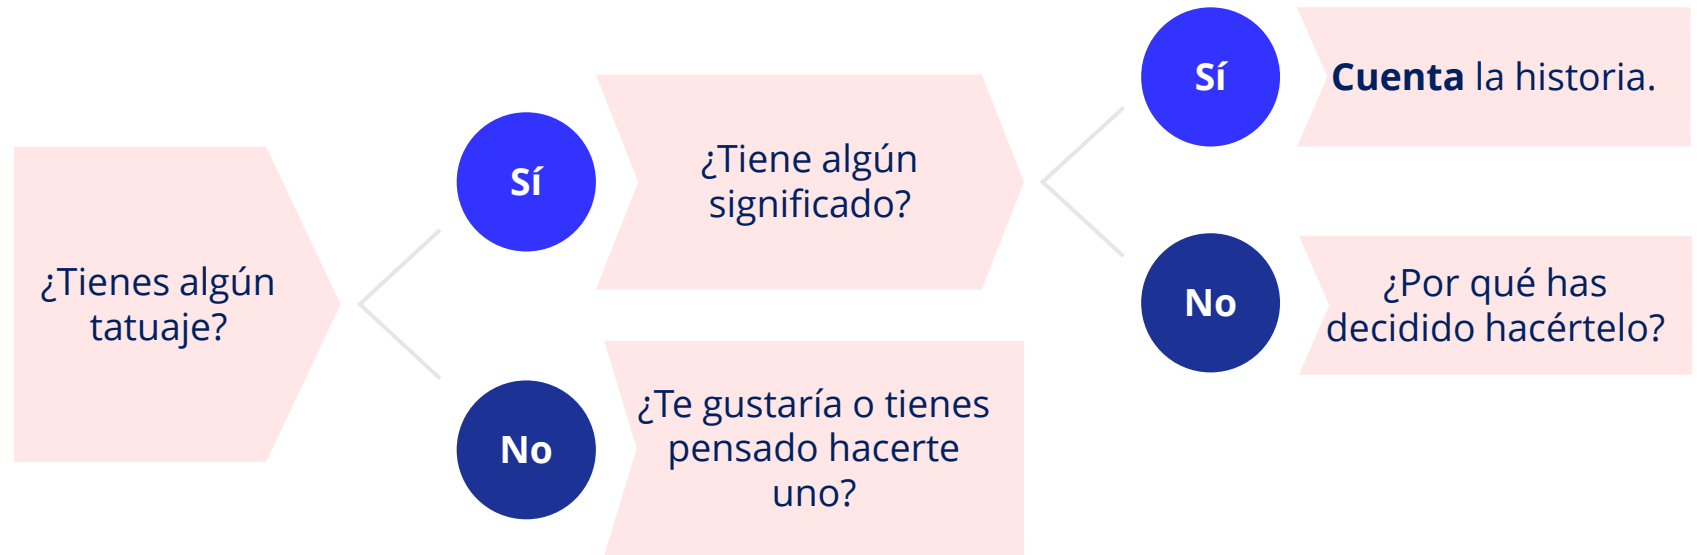 ¿Tienes algún
tatuaje?
Sí
¿Tiene algún
significado?
Sí
Cuenta la historia.
No
¿Por qué has
decidido hacértelo?
No
¿Te gustaría o tienes
pensado hacerte
uno?